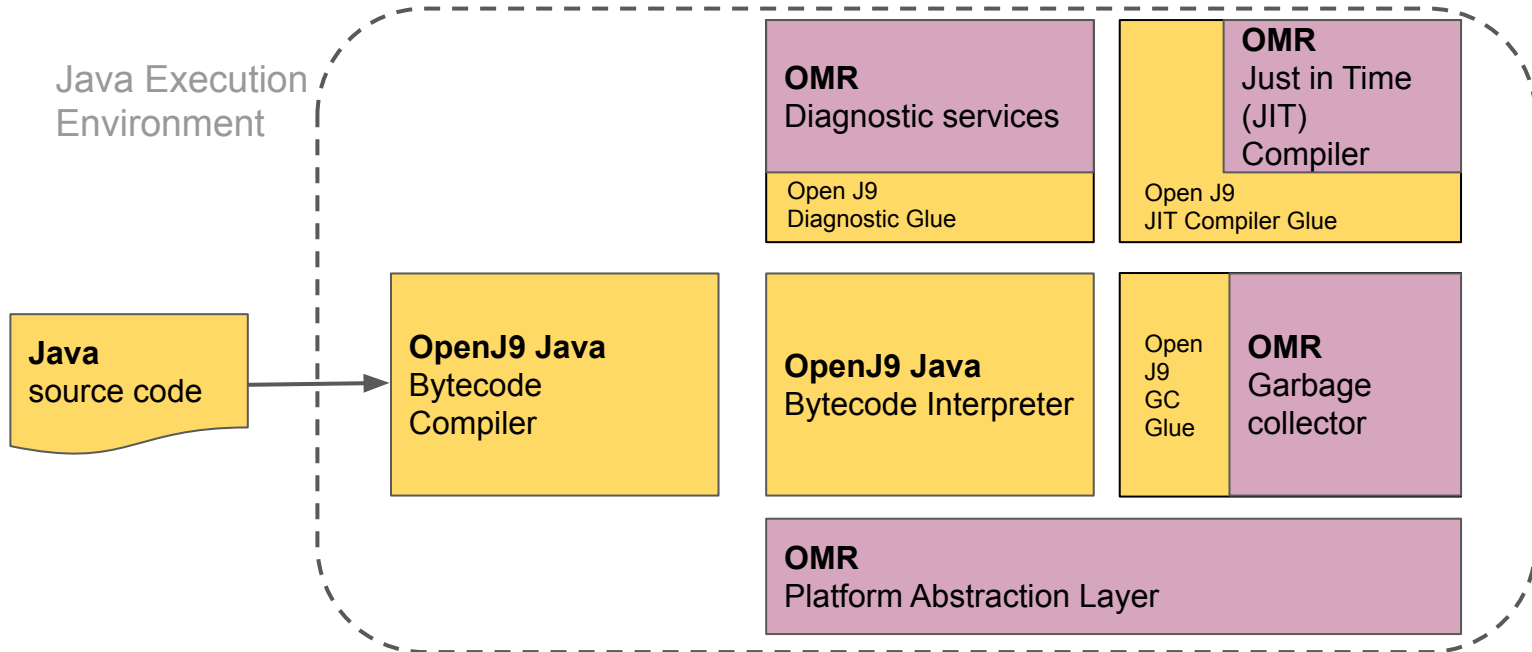 Java Execution
Environment
OMR
Diagnostic services
Open J9
Diagnostic Glue
OMR
Just in Time
(JIT)
Compiler
Open J9
JIT Compiler Glue
Java
source code
OpenJ9 Java
Bytecode
Compiler
OpenJ9 Java
Bytecode Interpreter
Open
J9
GC
Glue
OMR
Garbage
collector
OMR
Platform Abstraction Layer